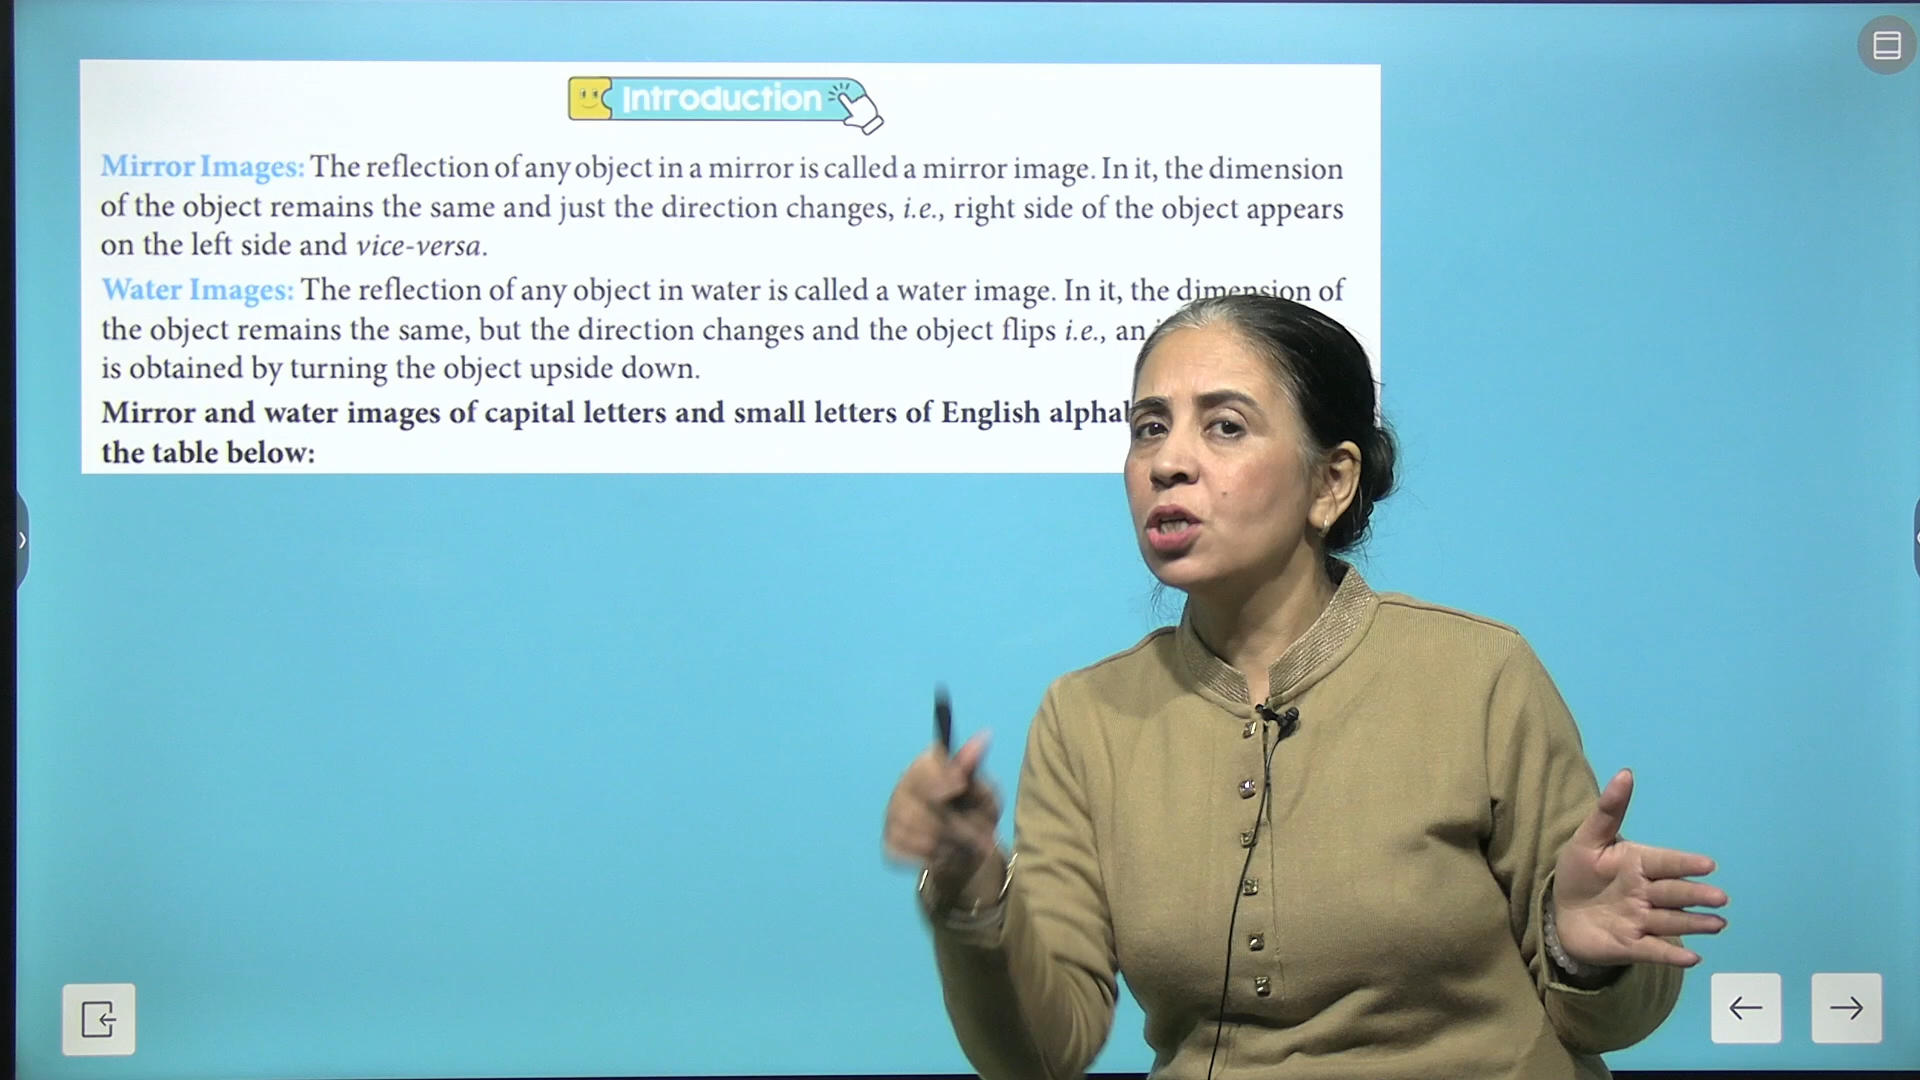 Introduction
Mirror Images: The reflection of any object in a mirror is called a mirror image. In it, the dimension
of the object remains the same and just the direction changes, i.e., right side of the object appears
on the left side and vice-versa.
Water Images: The reflection of any object in water is called a water image. In it, the dimension of
the object remains the same, but the direction changes and the object flips i.e., an
is obtained by turning the object upside down.
Mirror and water images of capital letters and small letters of English
the table below: